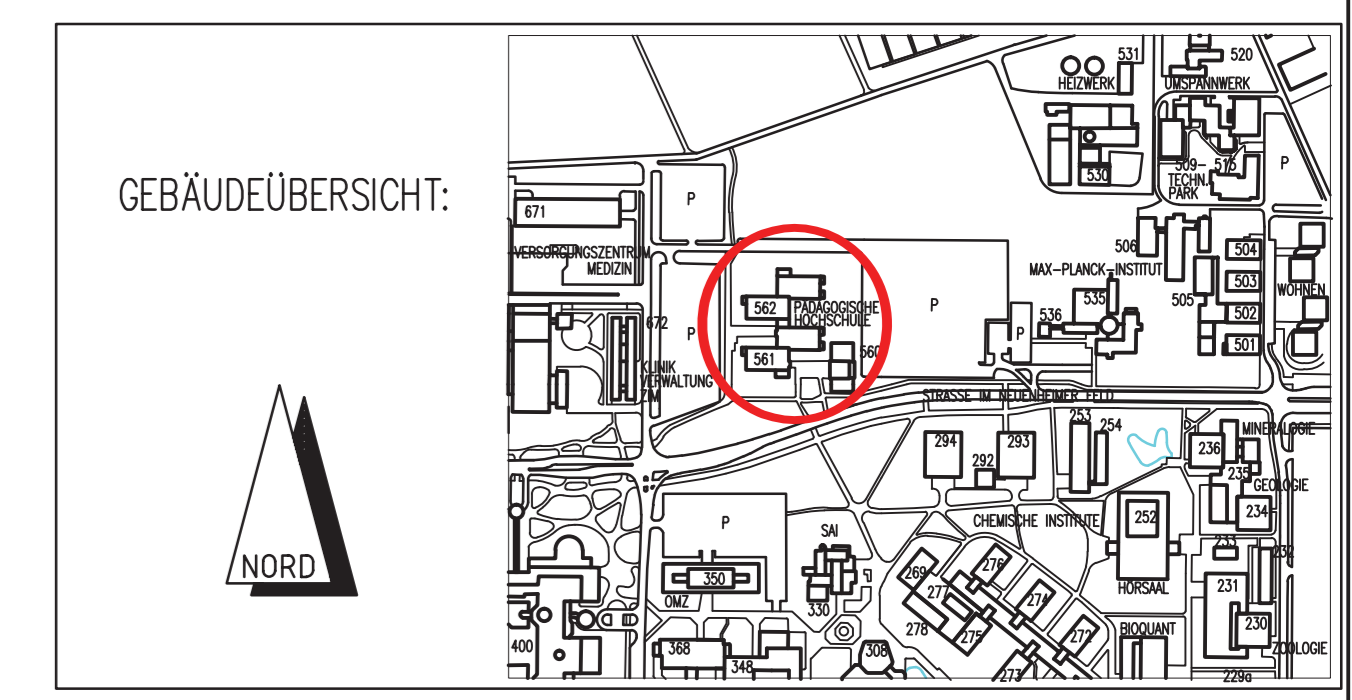 GEBÄUDEÜBERSICHT:
NORD
531
520
HEIZWERK
UMSPANNWERK
530
509- 515
TECHN.
PARK
P
P
671
VERSORGUNGSZENTRUM
MEDIZIN
672
P
KLINIK
VERWALTUNG
ZIM
562
PÄDAGOGISCHE
HOCHSCHULE
561
560
P
P
506
MAX-PLANCK-INSTITUT
535
536
505
504
503
502
501
WOHNEN
STRASSE IM NEUENHEIMER FELD
294
293
292
253
254
236
MINERALOGIE
235
GEOLOGIE
234
CHEMISCHE INSTITUTE
252
HÖRSAAL
233
232
231
230
ZOOLOGIE
229a
P
SAI
350
OMZ
330
269
276
277
274
278
275
272
273
BIOQUANT
400
368
348
308